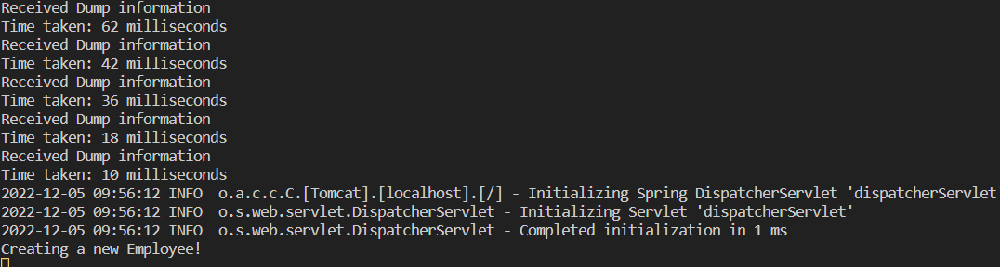 Received Dump information
Time taken: 62 milliseconds
Received Dump information
Time taken: 42 milliseconds
Received Dump information
Time taken: 36 milliseconds
Received Dump information
Time taken: 18 milliseconds
Received Dump information
Time taken: 10 milliseconds
2022-12-05 09:56:12 INFO  o.a.c.c.C.[Tomcat].[localhost].[/] - Initializing Spring DispatcherServlet 'dispatcherServlet
2022-12-05 09:56:12 INFO  o.s.web.servlet.DispatcherServlet - Initializing Servlet 'dispatcherServlet'
2022-12-05 09:56:12 INFO  o.s.web.servlet.DispatcherServlet - Completed initialization in 1 ms
Creating a new Employee!